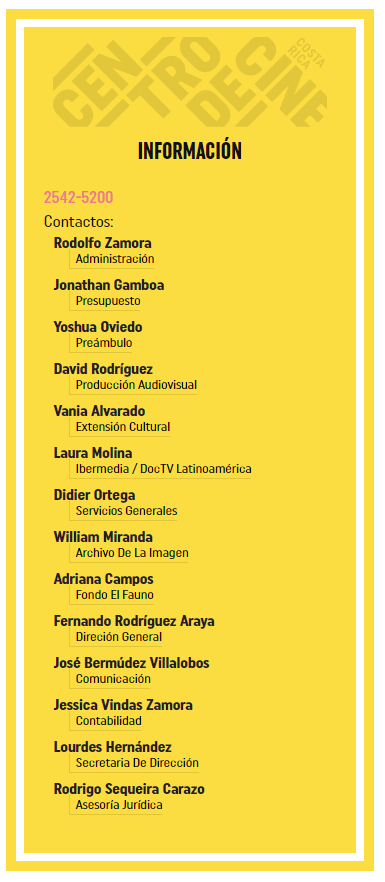 CENTRO DE CINE
COSTA
RICA
INFORMACIÓN
2542-5200
Contactos:
Rodolfo Zamora
Administración
Jonathan Gamboa
Presupuesto
Yoshua Oviedo
Preámbulo
David Rodríguez
Producción Audiovisual
Vania Alvarado
Extensión Cultural
Laura Molina
Ibermedia / DocTV Latinoamérica
Didier Ortega
Servicios Generales
William Miranda
Archivo De La Imagen
Adriana Campos
Fondo El Fauno
Fernando Rodríguez Araya
Direción General
José Bermúdez Villalobos
Comunicación
Jessica Vindas Zamora
Contabilidad
Lourdes Hernández
Secretaria De Dirección
Rodrigo Sequeira Carazo
Asesoría Jurídica